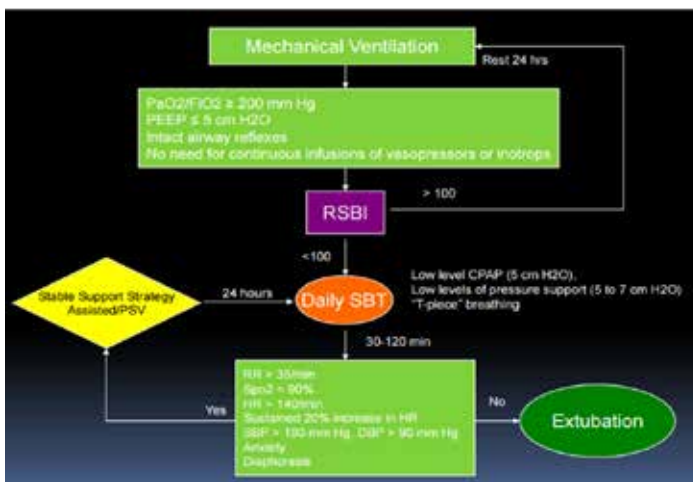 Mechanical Ventilation
Rest 24 hrs
PaO2/FiO2 ≥ 200 mm Hg
PEEP ≤ 5 cm H2O
Intact airway reflexes
No need for continuous infusions of vasopressors or inotrops
RSBI
> 100
<100
Stable Support Strategy
Assisted/PSV
24 hours
Daily SBT
Low level CPAP (5 cm H2O),
Low levels of pressure support (5 to 7 cm H2O)
"T-piece" breathing
30-120 min
RR > 35/min
Spo2 < 90%
HR > 140/min
Sustained 20% increase in HR
SBP > 180 mm Hg, DBP > 90 mm Hg
Anxiety
Diaphoresis
Yes
No
Extubation